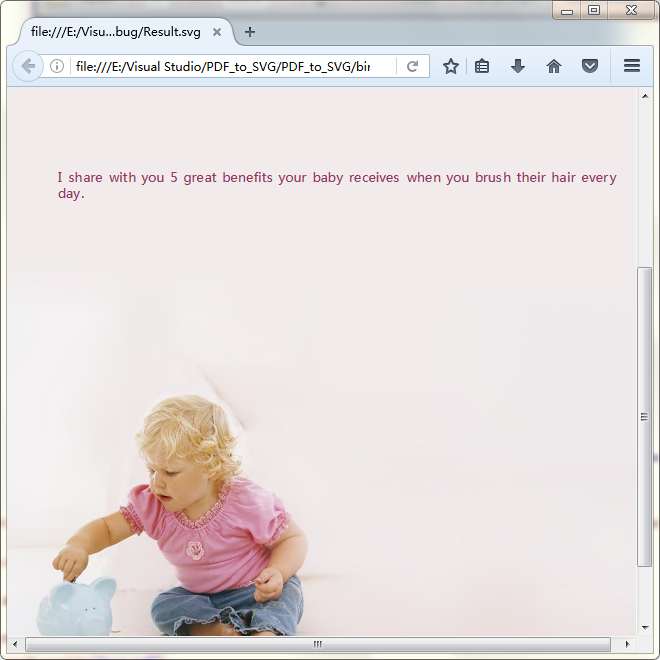 file:///E:/Visu...bug/Result.svg
file:///E:/Visual Studio/PDF_to_SVG/PDF_to_SVG/bir
I share with you 5 great benefits your baby receives when you brush their hair every
day.